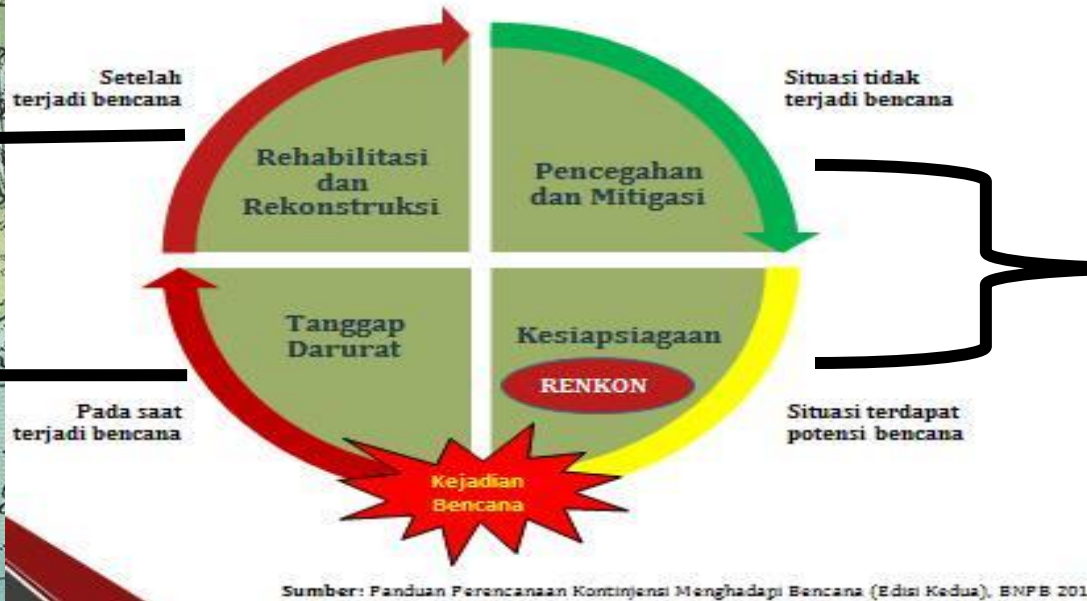 Setelah
terjadi bencana
Situasi tidak
terjadi bencana
Rehabilitasi
dan
Rekonstruksi
Pencegahan
dan Mitigasi
Tanggap
Darurat
Kesiapsiagaan
RENKON
Pada saat
terjadi bencana
Situasi terdapat
potensi bencana
Kejadian
Bencana
Sumber: Panduan Perencanaan Kontinjensi Menghadapi Bencana (Edisi Kedua), BNPB 201